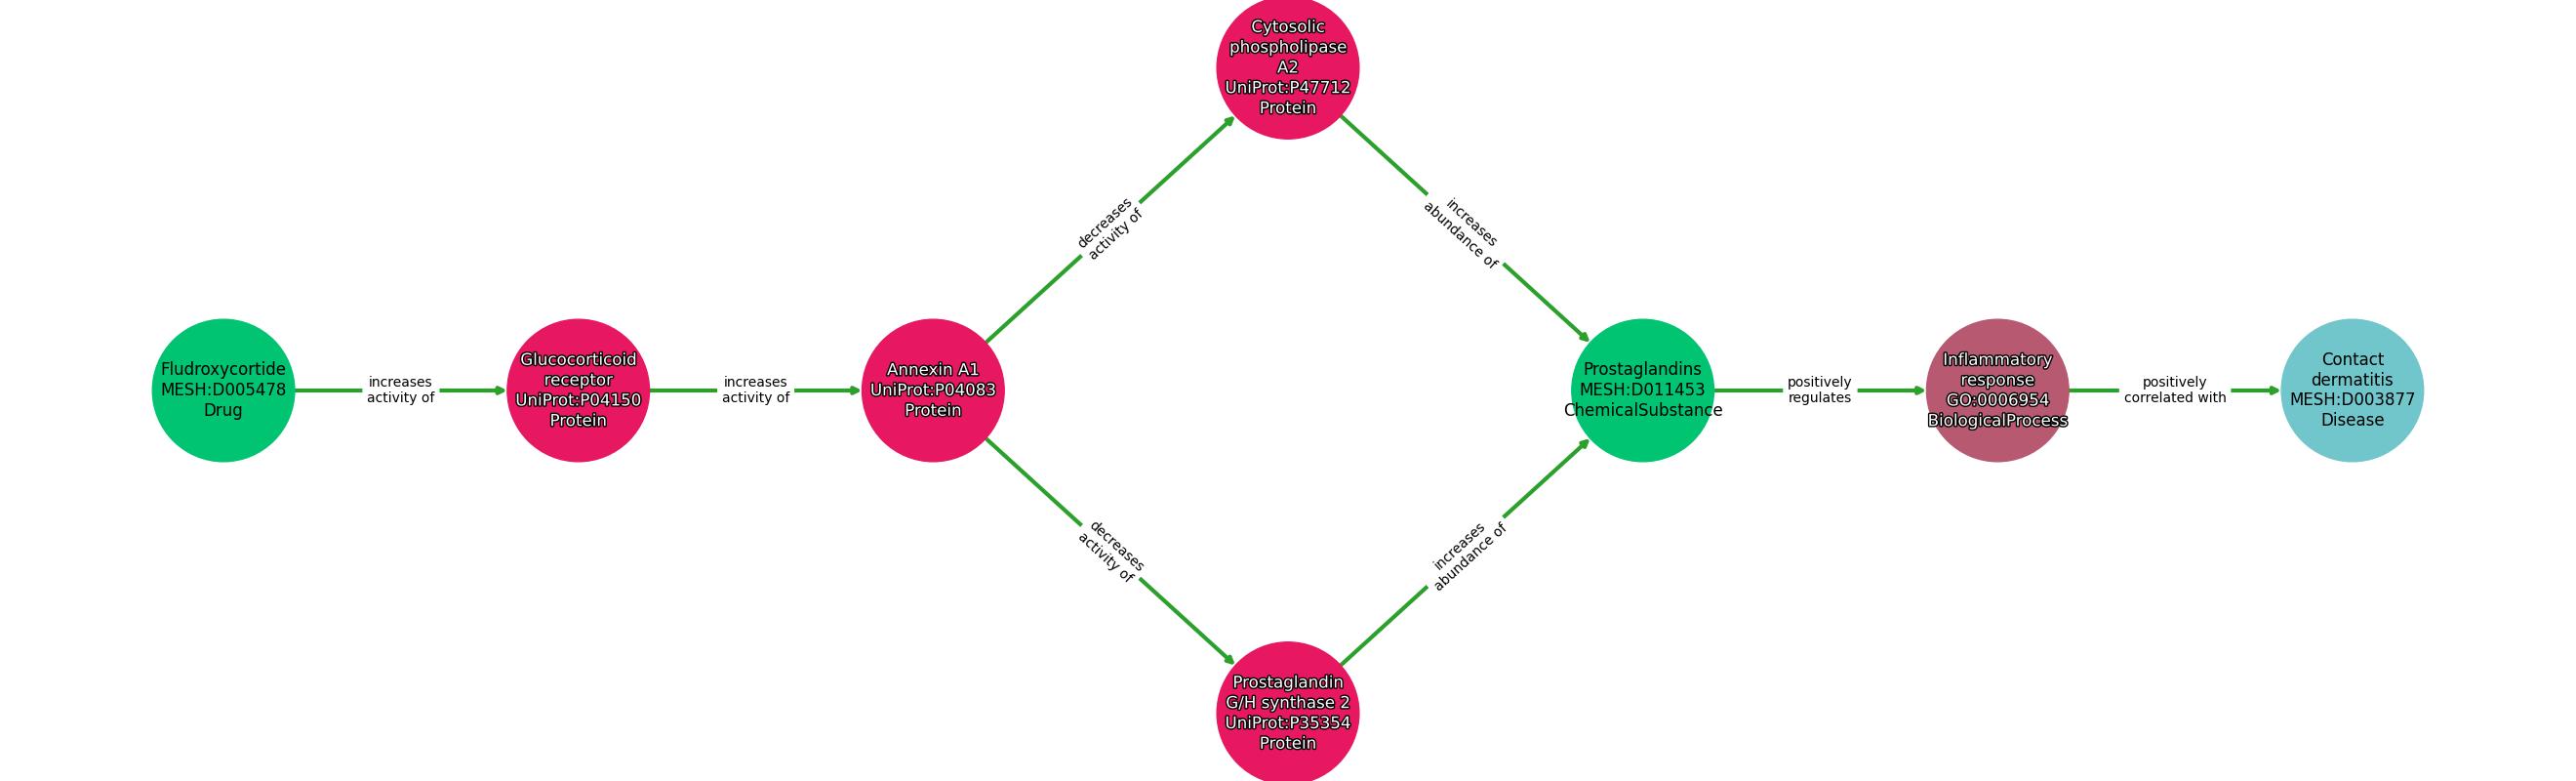 Cytosolic
phospholipase
A2
UniProt:P47712
Protein
decreases
activity of
increases
abundance of
Fludroxycortide
MESH:D005478
Drug
increases
activity of
Glucocorticoid
receptor
UniProt:P04150
Protein
increases
activity of
Annexin A1
UniProt:P04083
Protein
Prostaglandins
MESH:D011453
ChemicalSubstance
positively
regulates
Inflammatory
response
GO:0006954
BiologicalProcess
positively
correlated with
Contact
dermatitis
MESH:D003877
Disease
decreases
activity of
increases
abundance of
Prostaglandin
G/H synthase 2
UniProt:P35354
Protein